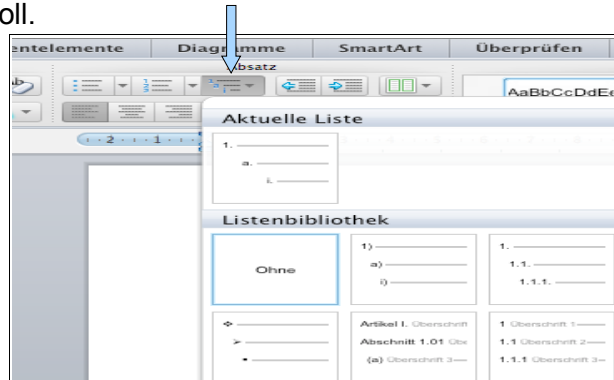 oll.
entelemente Diagramme SmartArt Überprüfen
Absatz
AaBbCcDdEe
2 1 1
Aktuelle Liste
1.
a.
i.
Listenbibliothek
Ohne
1)
a)
i)
1.
1.1.
1.1.1.
Artikel I. Überschrift
Abschnitt 1.01 Übe
(a) Überschrift 3
1 Überschrift 1
1.1 Überschrift 2
1.1.1 Überschrift 3